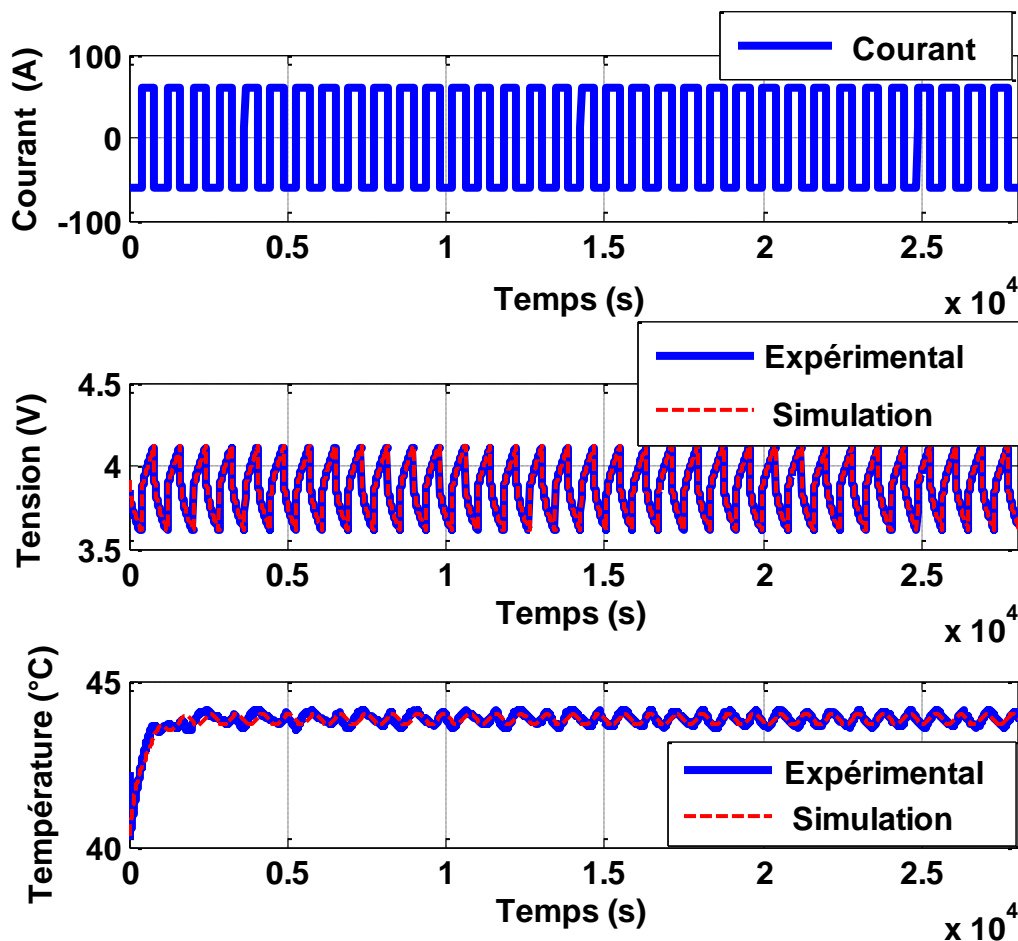 Courant
Courant (A)
100
0
-100
0 0.5 1 1.5 2 2.5
Temps (s)
x 10^4
Expérimental
Simulation
Tension (V)
4.5
4
3.5
0 0.5 1 1.5 2 2.5
Temps (s)
x 10^4
Température (°C)
45
40
Expérimental
Simulation
0 0.5 1 1.5 2 2.5
Temps (s)
x 10^4